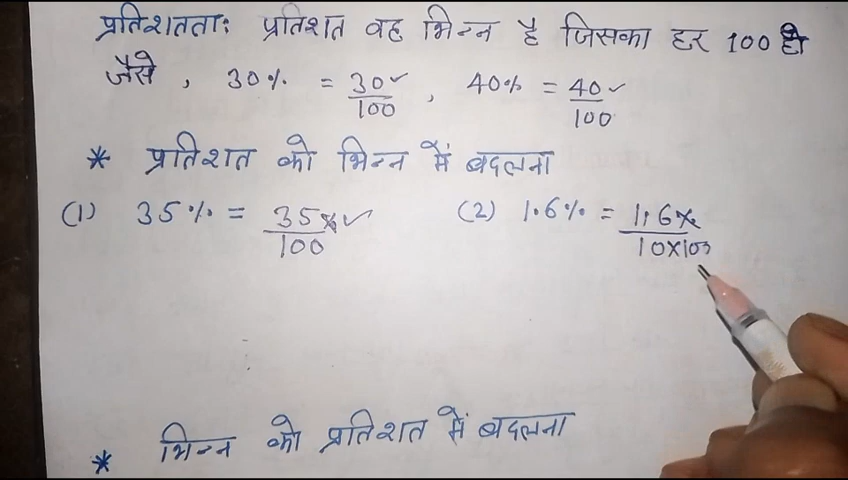 प्रतिशतता: प्रतिशत वह भिन्न है जिसका हर 100 हो
जैसे , 30% = 30/100 , 40% = 40/100
* प्रतिशत को भिन्न में बदलना
(1) 35% = 35%/100 (2) 1.6% = 1.6%/10×100
* भिन्न को प्रतिशत में बदलना